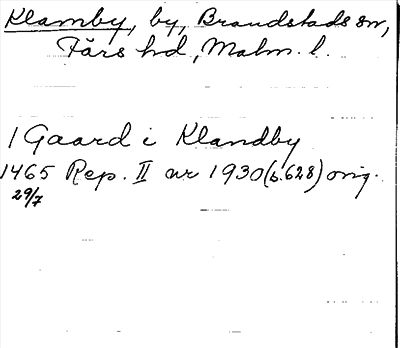 Klamby, by, Brandstads sn,
Färs hd, Malm. l.
1 Gaard i Klandby
1465 Rep. II nr 1930 (s. 628) orig.
29/7